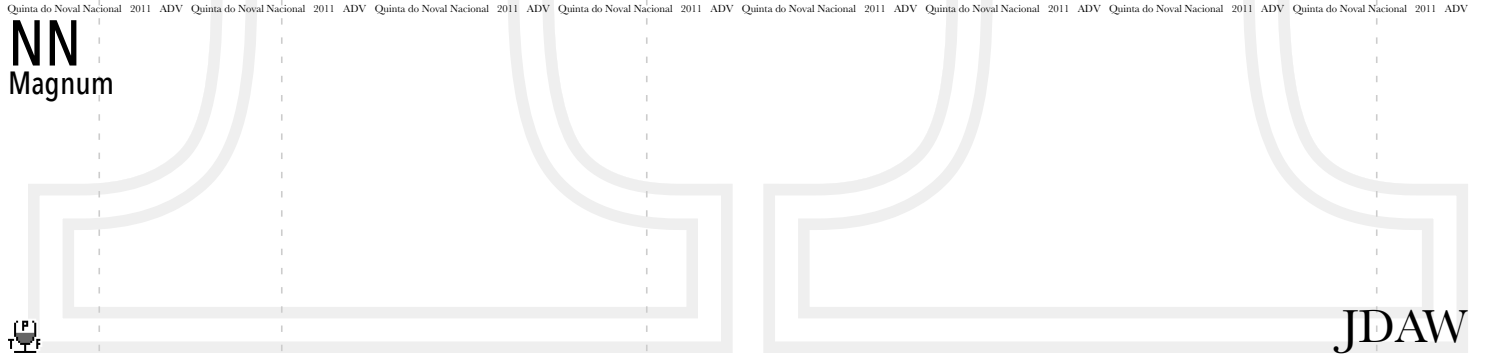 Quinta do Noval Nacional 2011 ADV Quinta do Noval Nacional 2011 ADV Quinta do Noval Nacional 2011 ADV Quinta do Noval Nacional 2011 ADV Quinta do Noval Nacional 2011 ADV Quinta do Noval Nacional 2011 ADV Quinta do Noval Nacional 2011 ADV Quinta do Noval Nacional 2011 ADV
NN
Magnum
P
T F
JDAW